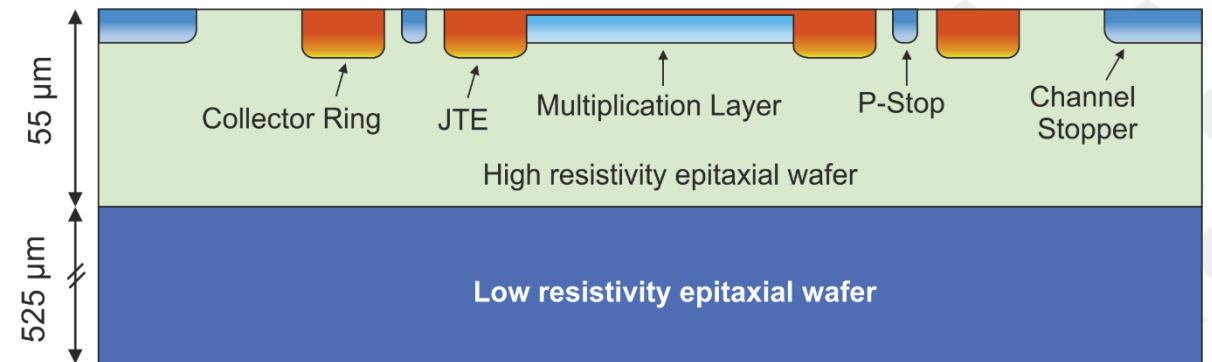 55 µm
Collector Ring
JTE
Multiplication Layer
P-Stop
Channel
Stopper
High resistivity epitaxial wafer
525 µm
Low resistivity epitaxial wafer